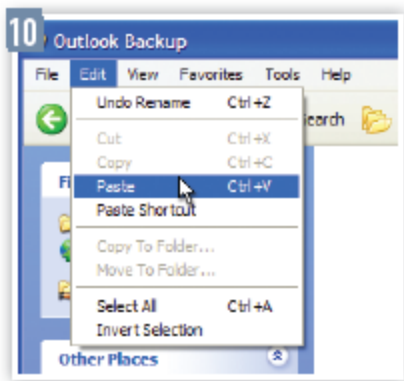 10
Outlook Backup
File Edit View Favorites Tools Help
Undo Rename Ctrl+Z
Cut Ctrl+X
Copy Ctrl+C
Paste Ctrl+V
Paste Shortcut
Copy To Folder...
Move To Folder...
Select All Ctrl+A
Invert Selection
Other Places